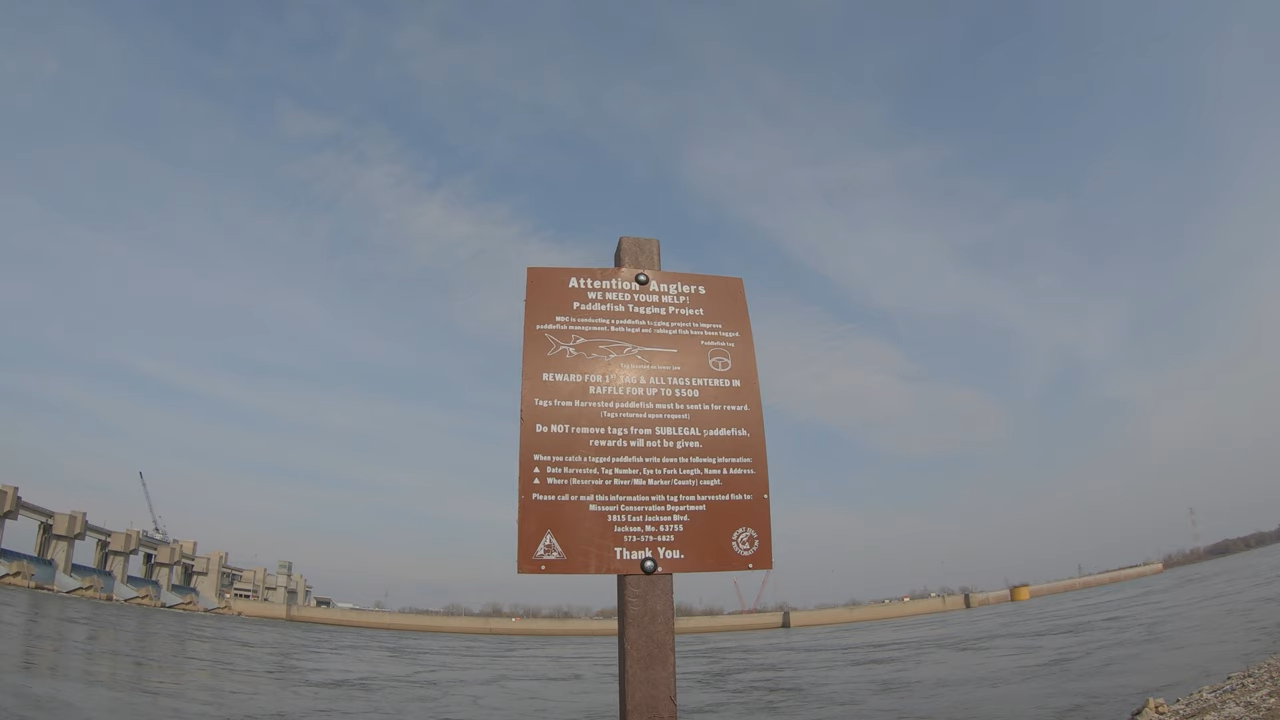 Attention Anglers
WE NEED YOUR HELP!
Paddlefish Tagging Project
MDC is conducting a paddlefish tagging project to improve
paddlefish management. Both legal and sublegal fish have been tagged.
Paddlefish tag
Tag located on lower jaw
REWARD FOR 1st TAG & ALL TAGS ENTERED IN
RAFFLE FOR UP TO $500
Tags from Harvested paddlefish must be sent in for reward.
(Tags returned upon request)
Do NOT remove tags from SUBLEGAL paddlefish,
rewards will not be given.
When you catch a tagged paddlefish write down the following information:
Date Harvested, Tag Number, Eye to Fork Length, Name & Address.
Where (Reservoir or River/Mile Marker/County) caught.
Please call or mail this information with tag from harvested fish to:
Missouri Conservation Department
3815 East Jackson Blvd.
Jackson, Mo. 63755
573-579-6825
Thank You.
SPORT FISH
RESTORATION